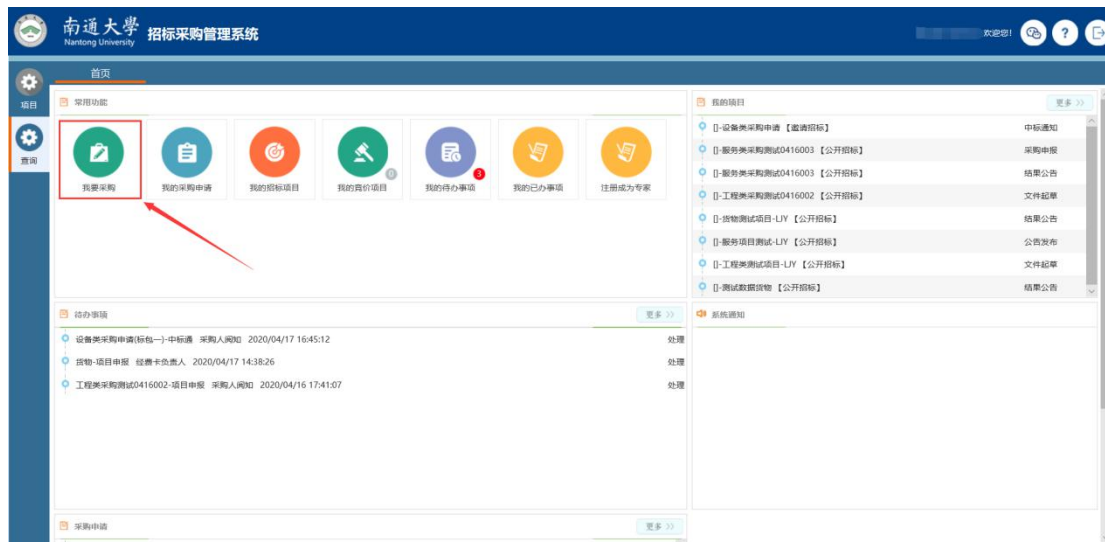 南通大學
Nantong University
招标采购管理系统
欢迎您!
?
项目
查询
首页
常用功能
我要采购
我的采购申请
我的招标项目
我的竞价项目
0
我的待办事项
3
我的已办事项
注册成为专家
我的项目
更多 >>
[]-设备类采购申请【邀请招标】 中标通知
[]-服务类采购测试0416003【公开招标】 采购申报
[]-服务类采购测试0416003【公开招标】 结果公告
[]-工程类采购测试0416002【公开招标】 文件起草
[]-货物测试项目-LJY【公开招标】 结果公告
[]-服务项目测试-LJY【公开招标】 公告发布
[]-工程类测试项目-LJY【公开招标】 文件起草
[]-测试数据货物【公开招标】 结果公告
待办事项
更多 >>
设备类采购申请(标包一)-中标通 采购人阅知 2020/04/17 16:45:12 处理
货物-项目申报 经费卡负责人 2020/04/17 14:38:26 处理
工程类采购测试0416002-项目申报 采购人阅知 2020/04/16 17:41:07 处理
系统通知
采购申请
更多 >>